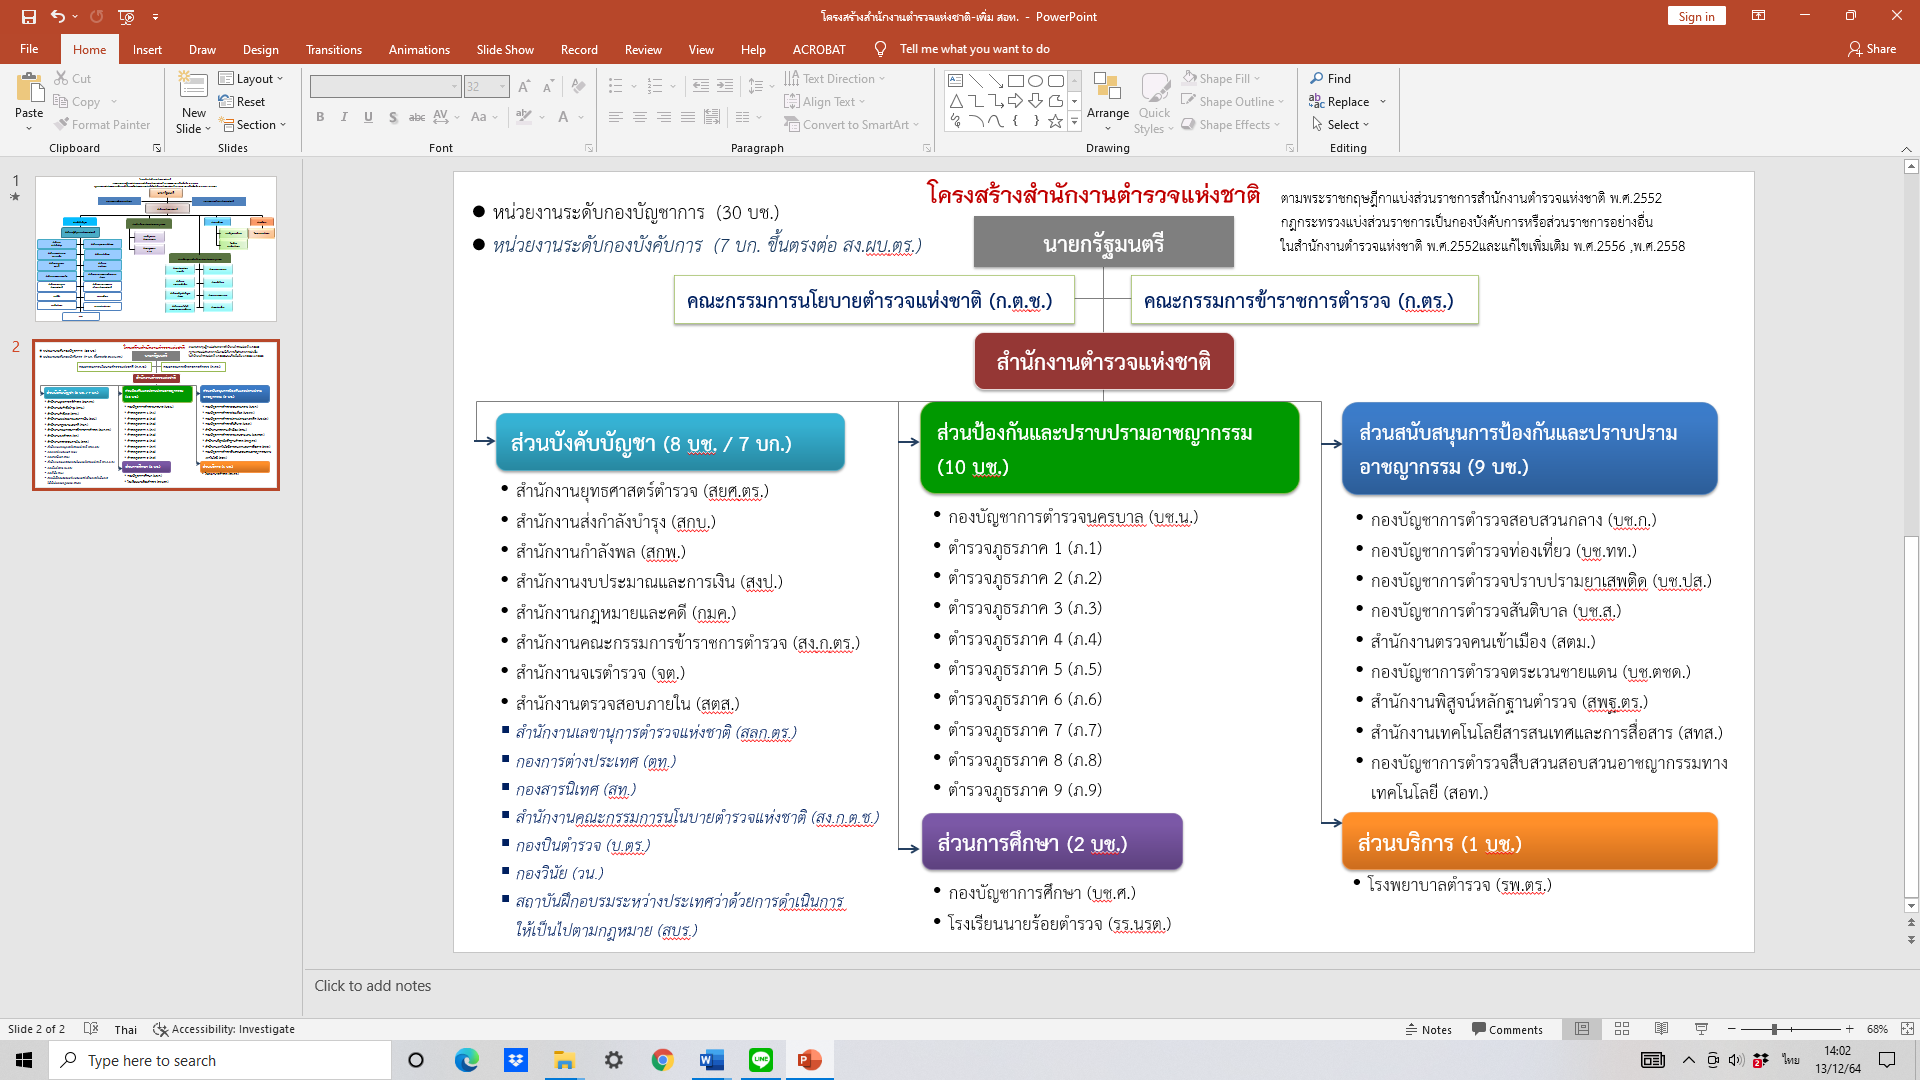 โครงสร้างสำนักงานตำรวจแห่งชาติ-เพิ่ม สอท. - PowerPoint
Sign in
File Home Insert Draw Design Transitions Animations Slide Show Record Review View Help ACROBAT Tell me what you want to do Share
Paste
Cut
Copy
Format Painter
Clipboard
New Slide
Layout
Reset
Section
Slides
32
B I U S abc AV Aa A
Font
Text Direction
Align Text
Convert to SmartArt
Paragraph
Arrange
Quick Styles
Shape Fill
Shape Outline
Shape Effects
Drawing
Find
Replace
Select
Editing
1
2
โครงสร้างสำนักงานตำรวจแห่งชาติ
หน่วยงานระดับกองบัญชาการ (30 บช.)
หน่วยงานระดับกองบังคับการ (7 บก. ขึ้นตรงต่อ สง.ผบ.ตร.)
ตามพระราชกฤษฎีกาแบ่งส่วนราชการสำนักงานตำรวจแห่งชาติ พ.ศ.2552
กฎกระทรวงแบ่งส่วนราชการเป็นกองบังคับการหรือส่วนราชการอย่างอื่น
ในสำนักงานตำรวจแห่งชาติ พ.ศ.2552และแก้ไขเพิ่มเติม พ.ศ.2556 ,พ.ศ.2558
นายกรัฐมนตรี
คณะกรรมการนโยบายตำรวจแห่งชาติ (ก.ต.ช.)
คณะกรรมการข้าราชการตำรวจ (ก.ตร.)
สำนักงานตำรวจแห่งชาติ
ส่วนบังคับบัญชา (8 บช. / 7 บก.)
• สำนักงานยุทธศาสตร์ตำรวจ (สยศ.ตร.)
• สำนักงานส่งกำลังบำรุง (สกบ.)
• สำนักงานกำลังพล (สกพ.)
• สำนักงานงบประมาณและการเงิน (สงป.)
• สำนักงานกฎหมายและคดี (กมค.)
• สำนักงานคณะกรรมการข้าราชการตำรวจ (สง.ก.ตร.)
• สำนักงานจเรตำรวจ (จต.)
• สำนักงานตรวจสอบภายใน (สตส.)
▪ สำนักงานเลขานุการตำรวจแห่งชาติ (สลก.ตร.)
▪ กองการต่างประเทศ (ตท.)
▪ กองสารนิเทศ (สท.)
▪ สำนักงานคณะกรรมการนโนบายตำรวจแห่งชาติ (สง.ก.ต.ช.)
▪ กองบินตำรวจ (บ.ตร.)
▪ กองวินัย (วน.)
▪ สถาบันฝึกอบรมระหว่างประเทศว่าด้วยการดำเนินการ
ให้เป็นไปตามกฎหมาย (สบร.)
ส่วนป้องกันและปราบปรามอาชญากรรม
(10 บช.)
• กองบัญชาการตำรวจนครบาล (บช.น.)
• ตำรวจภูธรภาค 1 (ภ.1)
• ตำรวจภูธรภาค 2 (ภ.2)
• ตำรวจภูธรภาค 3 (ภ.3)
• ตำรวจภูธรภาค 4 (ภ.4)
• ตำรวจภูธรภาค 5 (ภ.5)
• ตำรวจภูธรภาค 6 (ภ.6)
• ตำรวจภูธรภาค 7 (ภ.7)
• ตำรวจภูธรภาค 8 (ภ.8)
• ตำรวจภูธรภาค 9 (ภ.9)
ส่วนการศึกษา (2 บช.)
• กองบัญชาการศึกษา (บช.ศ.)
• โรงเรียนนายร้อยตำรวจ (รร.นรต.)
ส่วนสนับสนุนการป้องกันและปราบปราม
อาชญากรรม (9 บช.)
• กองบัญชาการตำรวจสอบสวนกลาง (บช.ก.)
• กองบัญชาการตำรวจท่องเที่ยว (บช.ทท.)
• กองบัญชาการตำรวจปราบปรามยาเสพติด (บช.ปส.)
• กองบัญชาการตำรวจสันติบาล (บช.ส.)
• สำนักงานตรวจคนเข้าเมือง (สตม.)
• กองบัญชาการตำรวจตระเวนชายแดน (บช.ตชด.)
• สำนักงานพิสูจน์หลักฐานตำรวจ (สพฐ.ตร.)
• สำนักงานเทคโนโลยีสารสนเทศและการสื่อสาร (สทส.)
• กองบัญชาการตำรวจสืบสวนสอบสวนอาชญากรรมทาง
เทคโนโลยี (สอท.)
ส่วนบริการ (1 บช.)
• โรงพยาบาลตำรวจ (รพ.ตร.)
Click to add notes
Slide 2 of 2 Thai Accessibility: Investigate
Notes Comments 68%
Type here to search
ไทย
14:02
13/12/64